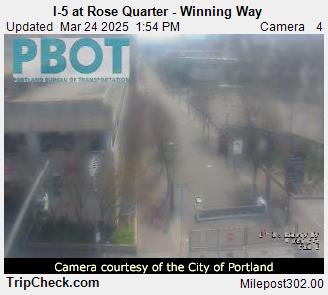 I-5 at Rose Quarter - Winning Way
Updated Mar 24 2025 1:54 PM Camera 4
PBOT
PORTLAND BUREAU OF TRANSPORTATION
Camera courtesy of the City of Portland
TripCheck.com Milepost302.00